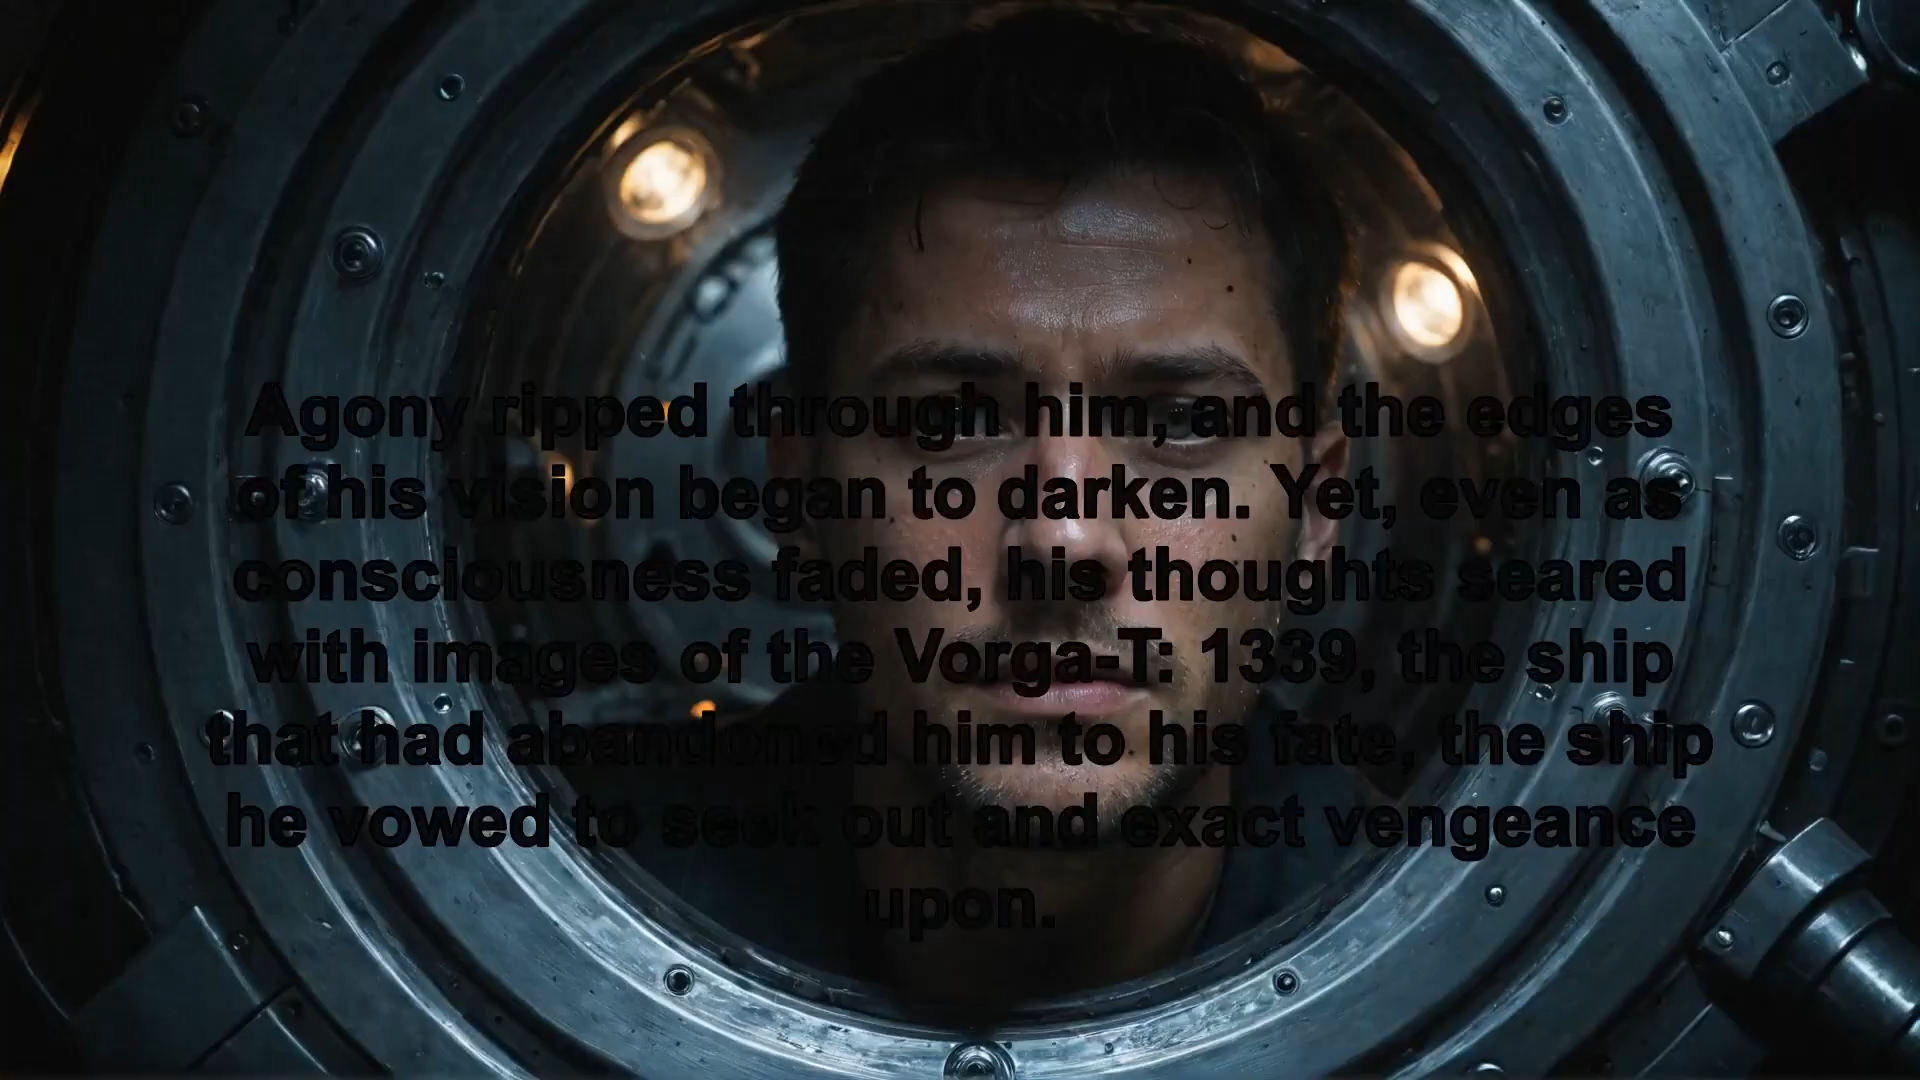 Agony ripped through him, and the edges
of his vision began to darken. Yet, even as
consciousness faded, his thoughts seared
with images of the Vorga-T: 1339, the ship
that had abandoned him to his fate, the ship
he vowed to seek out and exact vengeance
upon.